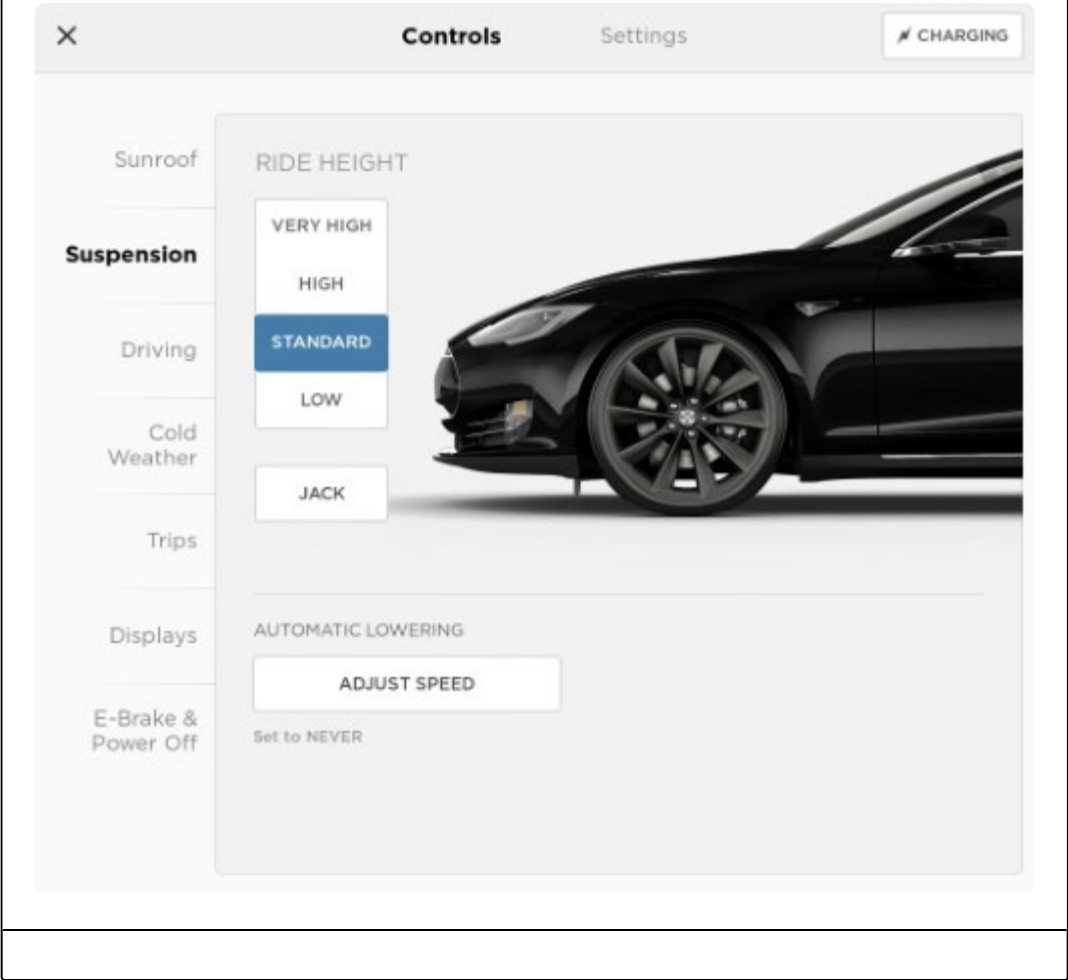 Controls
Settings
CHARGING
Sunroof
Suspension
Driving
Cold
Weather
Trips
Displays
E-Brake &
Power Off
RIDE HEIGHT
VERY HIGH
HIGH
STANDARD
LOW
JACK
AUTOMATIC LOWERING
ADJUST SPEED
Set to NEVER